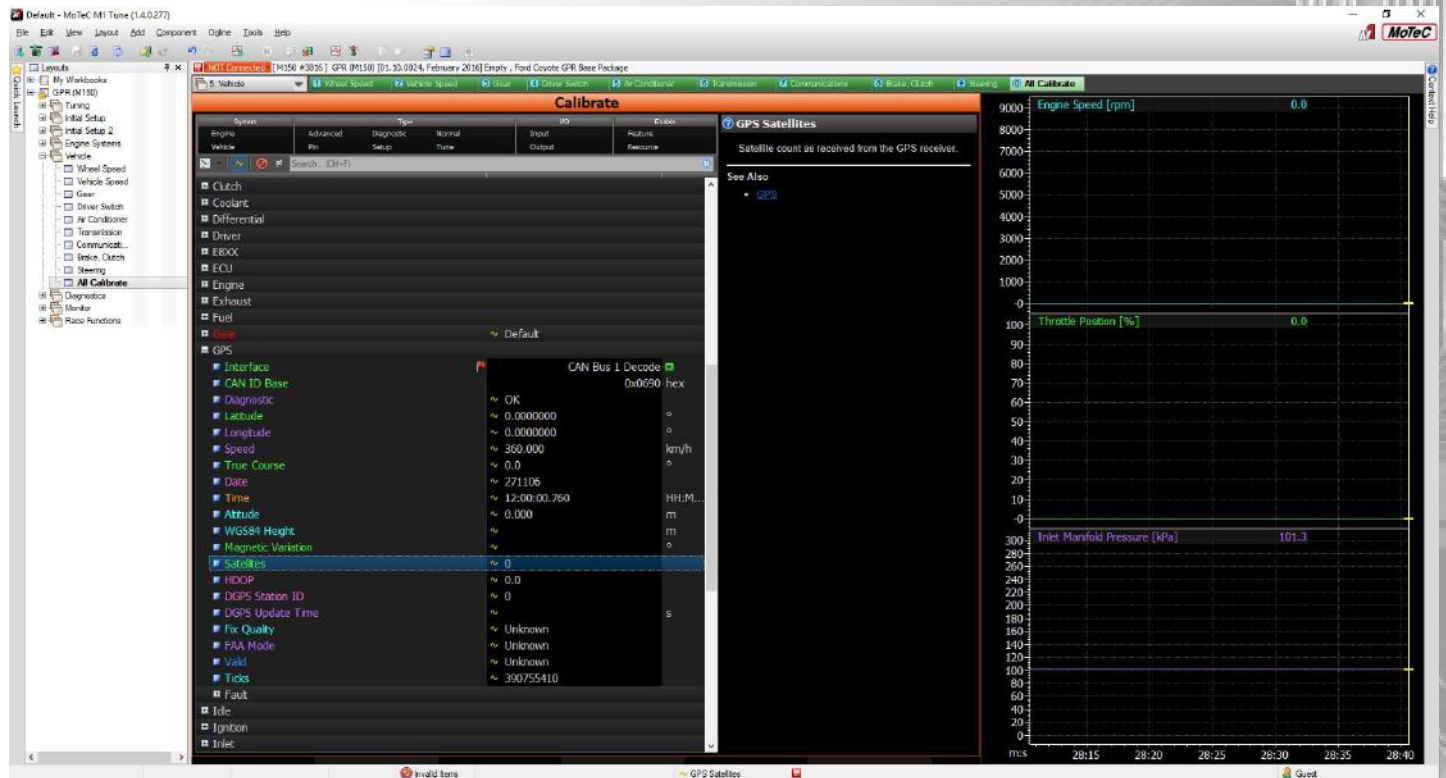 Default - MoTeC M1 Tune (1.4.0.277)
File Edit View Layout Add Component Online Tools Help
MoTeC
Layouts
My Workbooks
GPR (M150)
Tuning
Initial Setup
Initial Setup 2
Engine Systems
Vehicle
Wheel Speed
Vehicle Speed
Gear
Driver Switch
Air Conditioner
Transmission
Communicati...
Brake, Clutch
Steering
All Calibrate
Diagnostics
Monitor
Race Functions
Quick Launch
NOT Connected [M150 #3816] GPR (M150) [01.10.0024, February 2016] Empty , Ford Coyote GPR Base Package
5. Vehicle 1 Wheel Speed 2 Vehicle Speed 3 Gear 4 Driver Switch 5 Air Conditioner 6 Transmission 7 Communications 8 Brake, Clutch 9 Steering 0 All Calibrate
Calibrate
System Type I/O Enable
Engine Advanced Diagnostic Normal Input Feature
Vehicle Pin Setup Tune Output Resource
Search... (Ctrl+F)
Clutch
Coolant
Differential
Driver
E8XX
ECU
Engine
Exhaust
Fuel
Gear Default
GPS
Interface CAN Bus 1 Decode
CAN ID Base 0x0690 hex
Diagnostic OK
Latitude 0.0000000 °
Longitude 0.0000000 °
Speed 360.000 km/h
True Course 0.0 °
Date 271106
Time 12:00:00.760 HH:M...
Altitude 0.000 m
WGS84 Height m
Magnetic Variation °
Satellites 0
HDOP 0.0
DGPS Station ID 0
DGPS Update Time s
Fix Quality Unknown
FAA Mode Unknown
Valid Unknown
Ticks 390755410
Fault
Idle
Ignition
Inlet
GPS Satellites
Satellite count as received from the GPS receiver.
See Also
GPS
Engine Speed [rpm] 0.0
9000
8000
7000
6000
5000
4000
3000
2000
1000
-0
Throttle Position [%] 0.0
100
90
80
70
60
50
40
30
20
10
-0
Inlet Manifold Pressure [kPa] 101.3
300
280
260
240
220
200
180
160
140
120
100
80
60
40
20
0
m:s 28:15 28:20 28:25 28:30 28:35 28:40
Context Help
Invalid Items GPS Satellites Guest